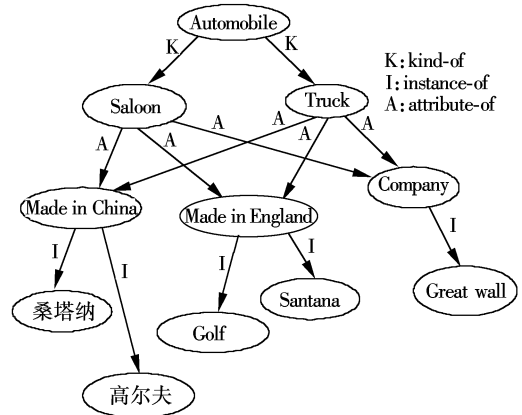 Automobile
K
K
K:kind-of
I:instance-of
A:attribute-of
Saloon
Truck
A
A
A
A
A
A
Made in China
Made in England
Company
I
I
I
I
I
桑塔纳
Golf
Santana
Great wall
高尔夫